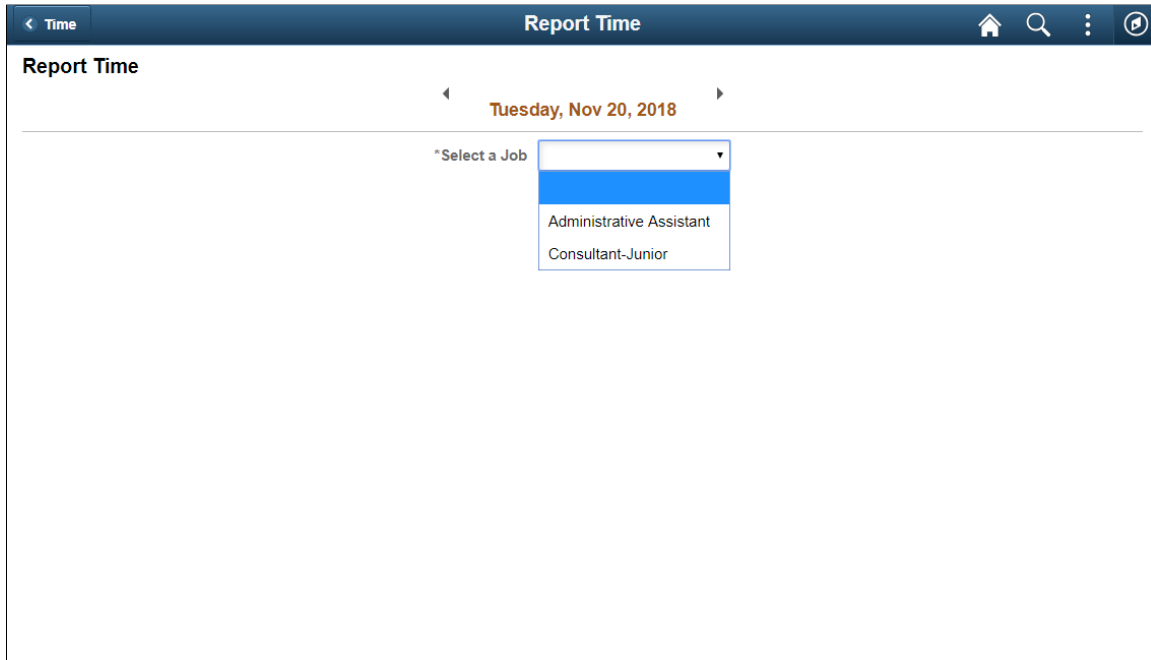 Time
Report Time
Report Time
Tuesday, Nov 20, 2018
*Select a Job
Administrative Assistant
Consultant-Junior